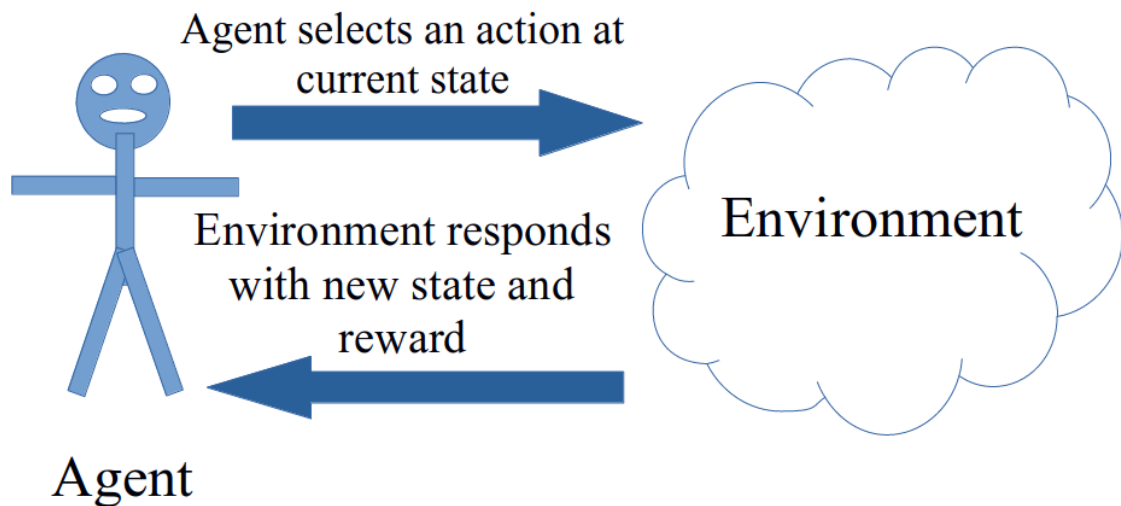 Agent selects an action at
current state
Environment
Environment responds
with new state and
reward
Agent